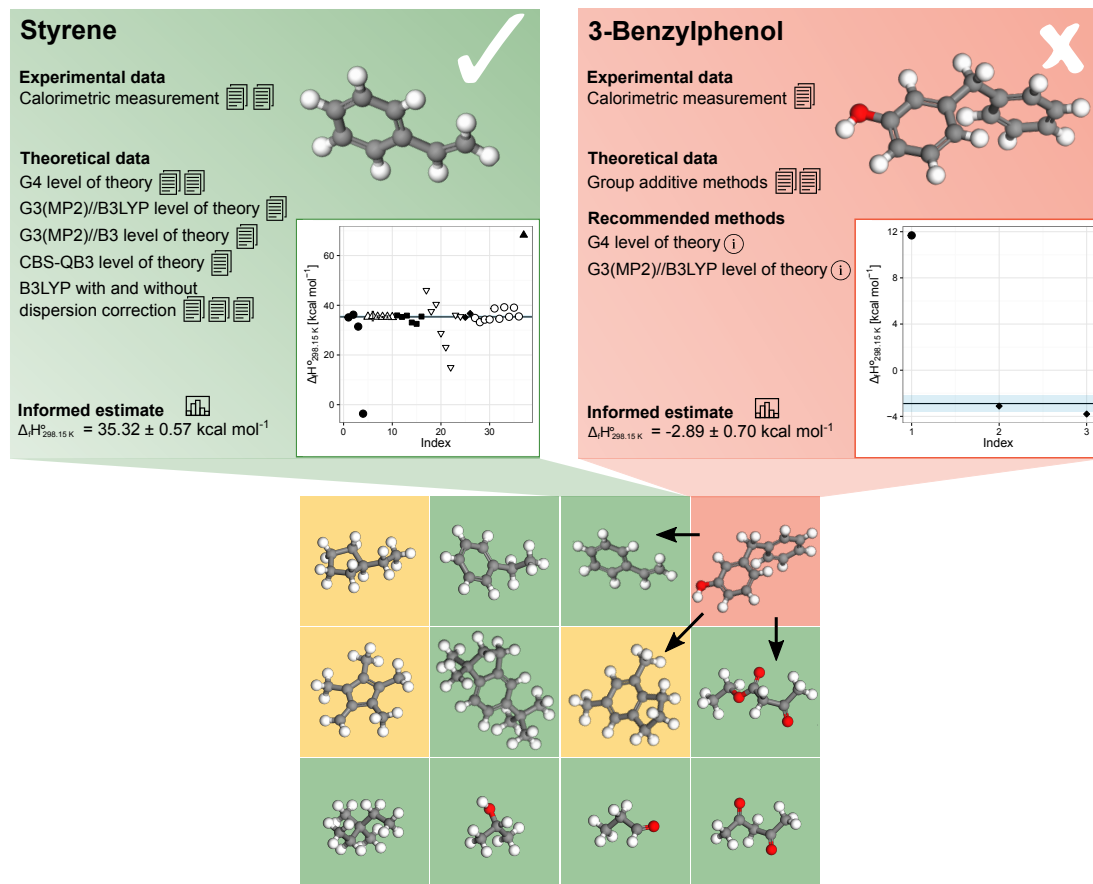 Styrene
Experimental data
Calorimetric measurement
Theoretical data
G4 level of theory
G3(MP2)//B3LYP level of theory
G3(MP2)//B3 level of theory
CBS-QB3 level of theory
B3LYP with and without
dispersion correction
Informed estimate
ΔfH°298.15 K = 35.32 ± 0.57 kcal mol⁻¹
ΔfH°298.15 K [kcal mol⁻¹]
60
40
20
0
0 10 20 30
Index
3-Benzylphenol
Experimental data
Calorimetric measurement
Theoretical data
Group additive methods
Recommended methods
G4 level of theory i
G3(MP2)//B3LYP level of theory i
Informed estimate
ΔfH°298.15 K = -2.89 ± 0.70 kcal mol⁻¹
ΔfH°298.15 K [kcal mol⁻¹]
12
8
4
0
−4
1 2 3
Index